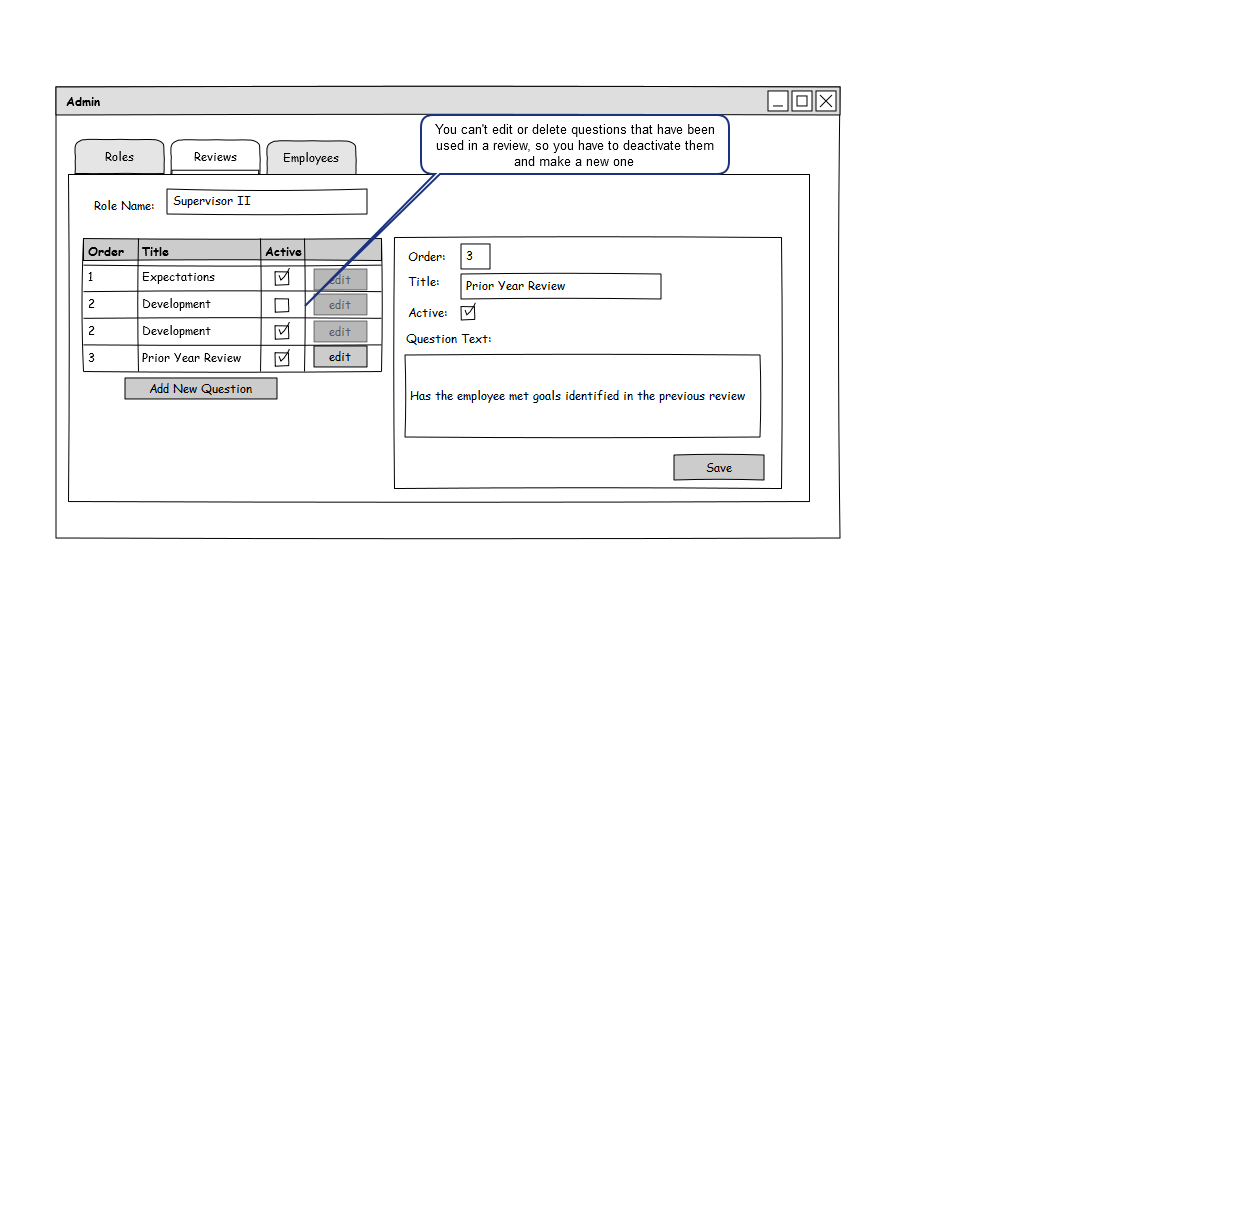 Admin
You can't edit or delete questions that have been
used in a review, so you have to deactivate them
and make a new one
Roles
Reviews
Employees
Role Name:
Supervisor II
Order Title Active
1 Expectations edit
2 Development edit
2 Development edit
3 Prior Year Review edit
Add New Question
Order: 3
Title: Prior Year Review
Active:
Question Text:
Has the employee met goals identified in the previous review
Save